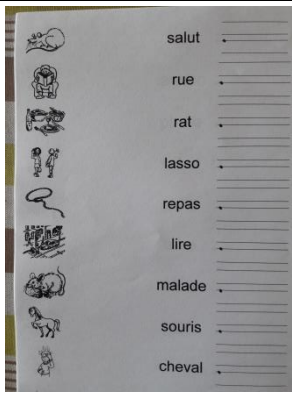 salut
rue
rat
lasso
repas
lire
malade
souris
cheval